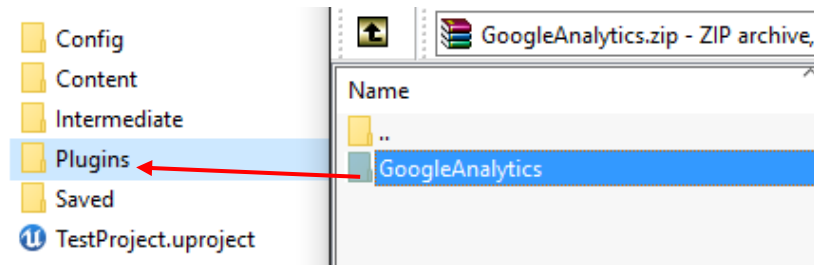 Config
Content
Intermediate
Plugins
Saved
TestProject.uproject
GoogleAnalytics.zip - ZIP archive,
Name
..
GoogleAnalytics